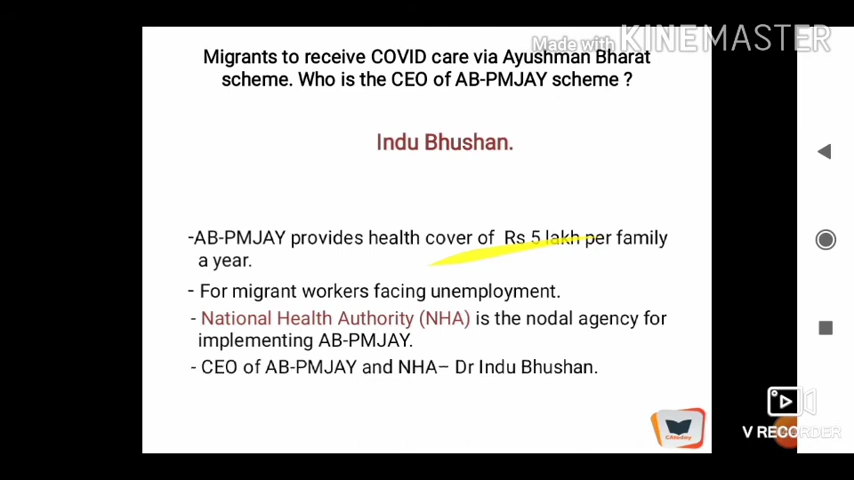 Made with KINEMASTER
Migrants to receive COVID care via Ayushman Bharat
scheme. Who is the CEO of AB-PMJAY scheme ?
Indu Bhushan.
-AB-PMJAY provides health cover of Rs 5 lakh per family
a year.
- For migrant workers facing unemployment.
- National Health Authority (NHA) is the nodal agency for
implementing AB-PMJAY.
- CEO of AB-PMJAY and NHA– Dr Indu Bhushan.
V RECORDER